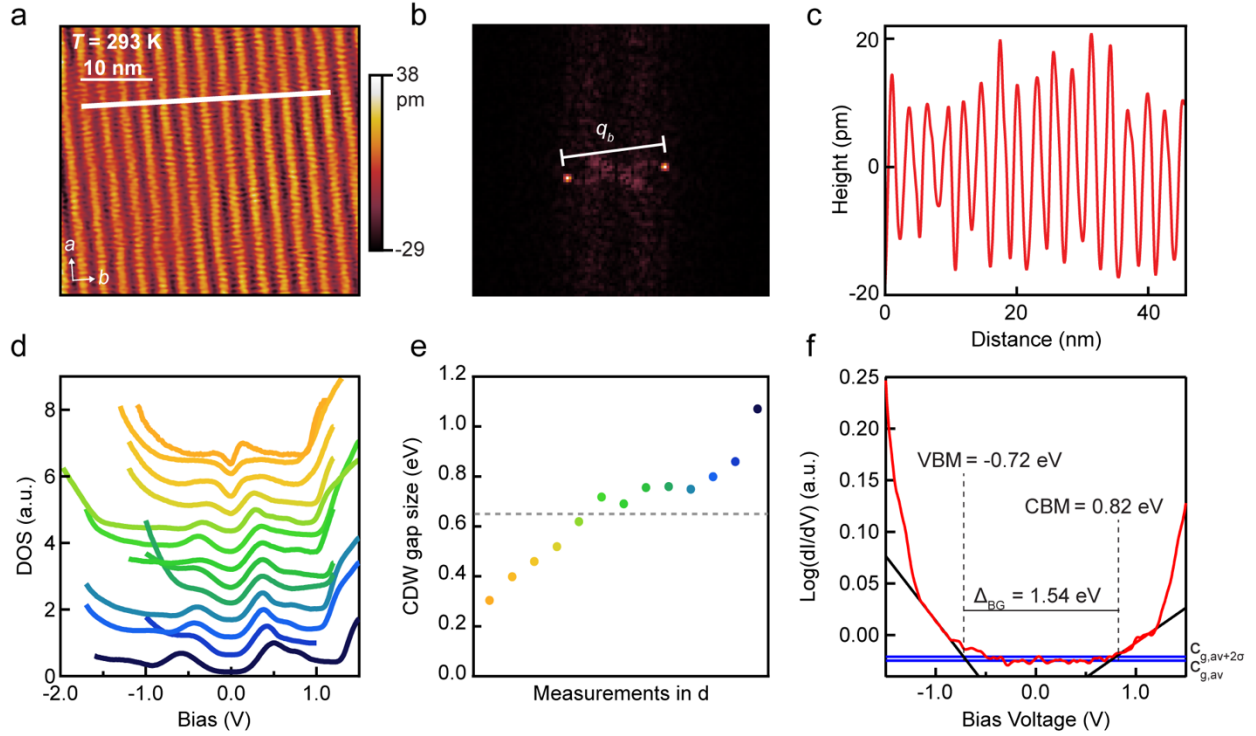 a
T = 293 K
10 nm
a
b
38
pm
-29
b
q_b
c
Height (pm)
20
0
-20
0
20
40
Distance (nm)
d
DOS (a.u.)
8
6
4
2
0
-2.0
-1.0
0.0
1.0
Bias (V)
e
CDW gap size (eV)
1.2
1.0
0.8
0.6
0.4
0.2
0.0
Measurements in d
f
Log(dI/dV) (a.u.)
0.25
0.20
0.15
0.10
0.05
0.00
VBM = -0.72 eV
CBM = 0.82 eV
Δ_BG = 1.54 eV
C_g,av+2σ
C_g,av
-1.0
0.0
1.0
Bias Voltage (V)